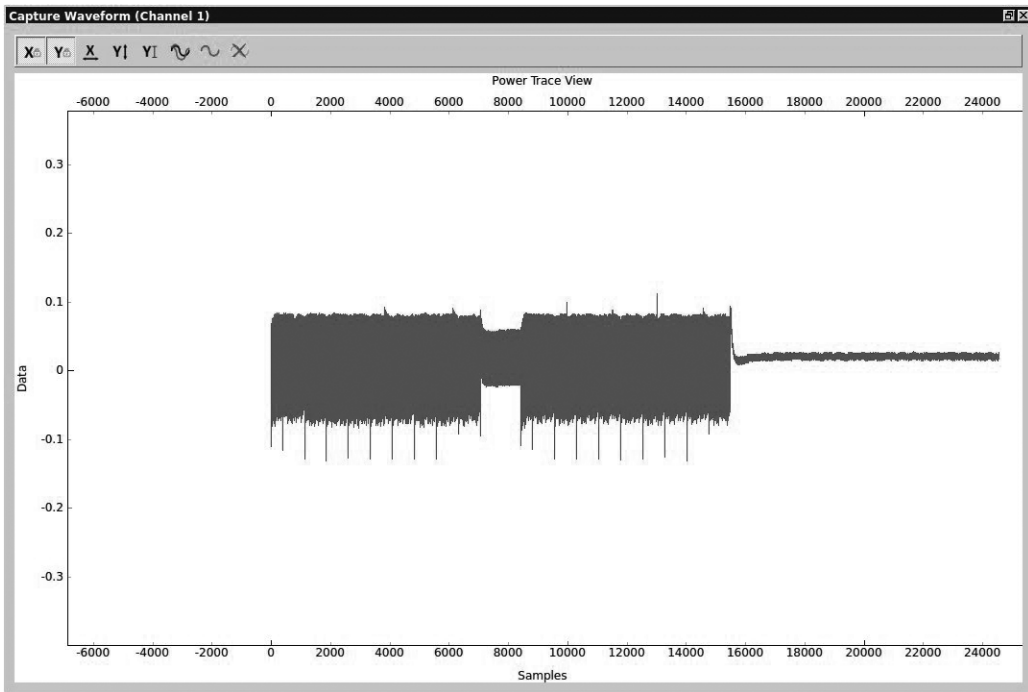 Capture Waveform (Channel 1)
X Y X Y Y
Power Trace View
-6000 -4000 -2000 0 2000 4000 6000 8000 10000 12000 14000 16000 18000 20000 22000 24000
0.3
0.2
0.1
0
-0.1
-0.2
-0.3
Data
-6000 -4000 -2000 0 2000 4000 6000 8000 10000 12000 14000 16000 18000 20000 22000 24000
Samples